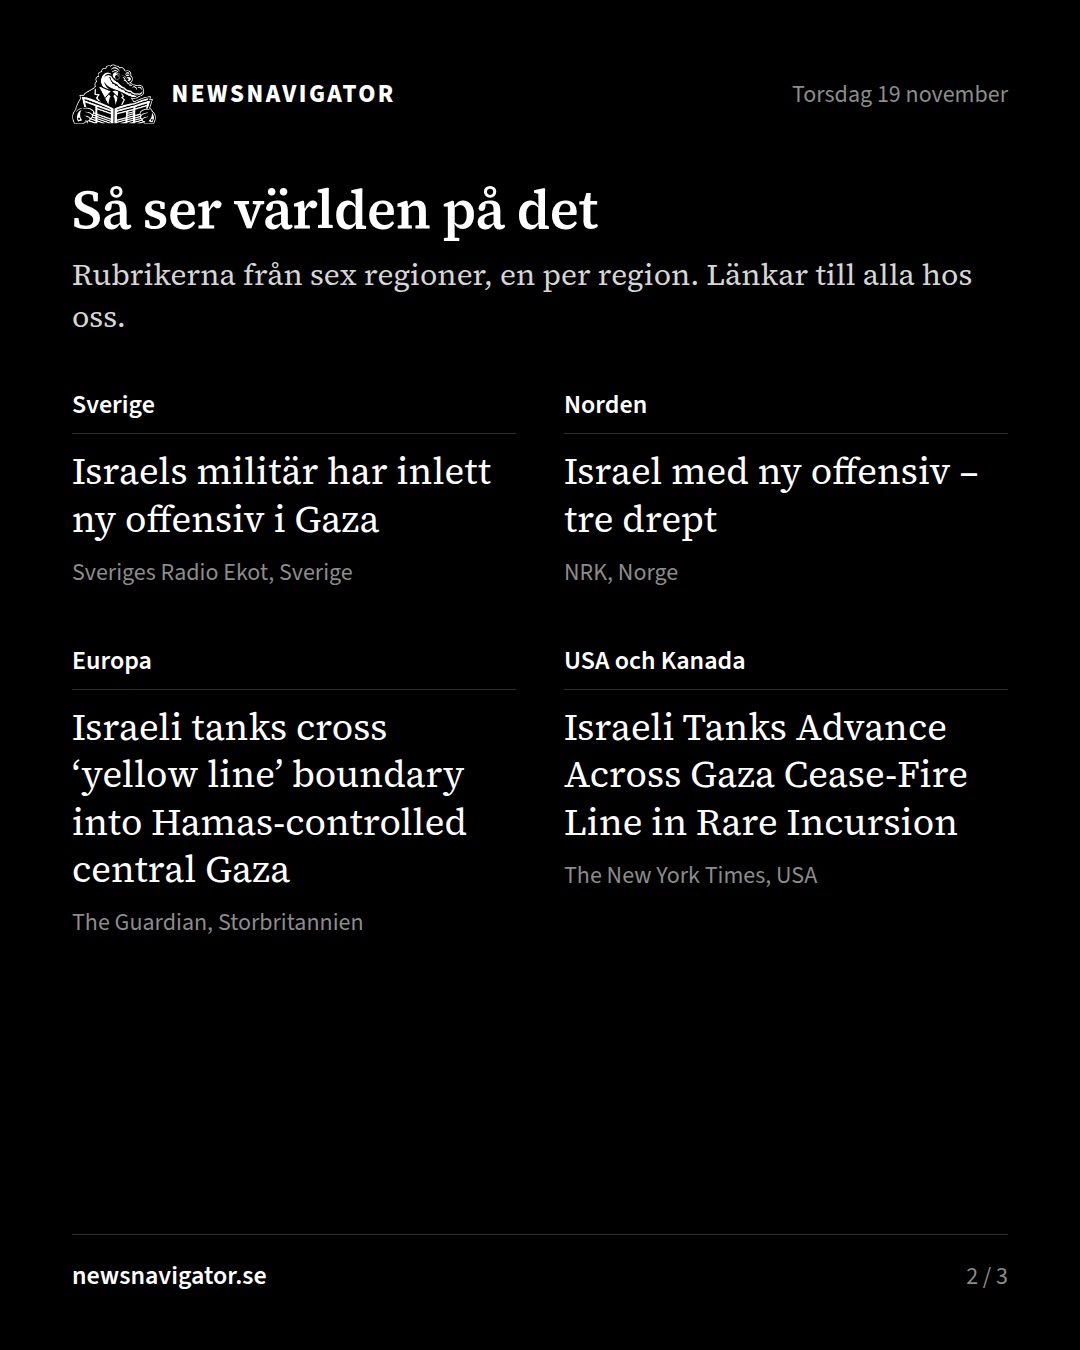 NEWSNAVIGATOR
Torsdag 19 november
Så ser världen på det
Rubrikerna från sex regioner, en per region. Länkar till alla hos
oss.
Sverige
Israels militär har inlett
ny offensiv i Gaza
Sveriges Radio Ekot, Sverige
Norden
Israel med ny offensiv –
tre drept
NRK, Norge
Europa
Israeli tanks cross
‘yellow line’ boundary
into Hamas-controlled
central Gaza
The Guardian, Storbritannien
USA och Kanada
Israeli Tanks Advance
Across Gaza Cease-Fire
Line in Rare Incursion
The New York Times, USA
newsnavigator.se
2 / 3